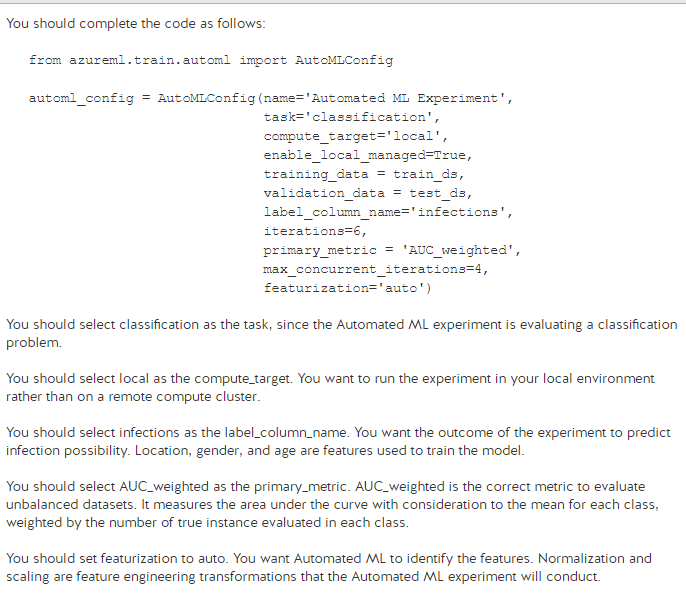 You should complete the code as follows:
from azureml.train.automl import AutoMLConfig
automl_config = AutoMLConfig(name='Automated ML Experiment',
task='classification',
compute_target='local',
enable_local_managed=True,
training_data = train_ds,
validation_data = test_ds,
label_column_name='infections',
iterations=6,
primary_metric = 'AUC_weighted',
max_concurrent_iterations=4,
featurization='auto')
You should select classification as the task, since the Automated ML experiment is evaluating a classification
problem.
You should select local as the compute_target. You want to run the experiment in your local environment
rather than on a remote compute cluster.
You should select infections as the label_column_name. You want the outcome of the experiment to predict
infection possibility. Location, gender, and age are features used to train the model.
You should select AUC_weighted as the primary_metric. AUC_weighted is the correct metric to evaluate
unbalanced datasets. It measures the area under the curve with consideration to the mean for each class,
weighted by the number of true instance evaluated in each class.
You should set featurization to auto. You want Automated ML to identify the features. Normalization and
scaling are feature engineering transformations that the Automated ML experiment will conduct.